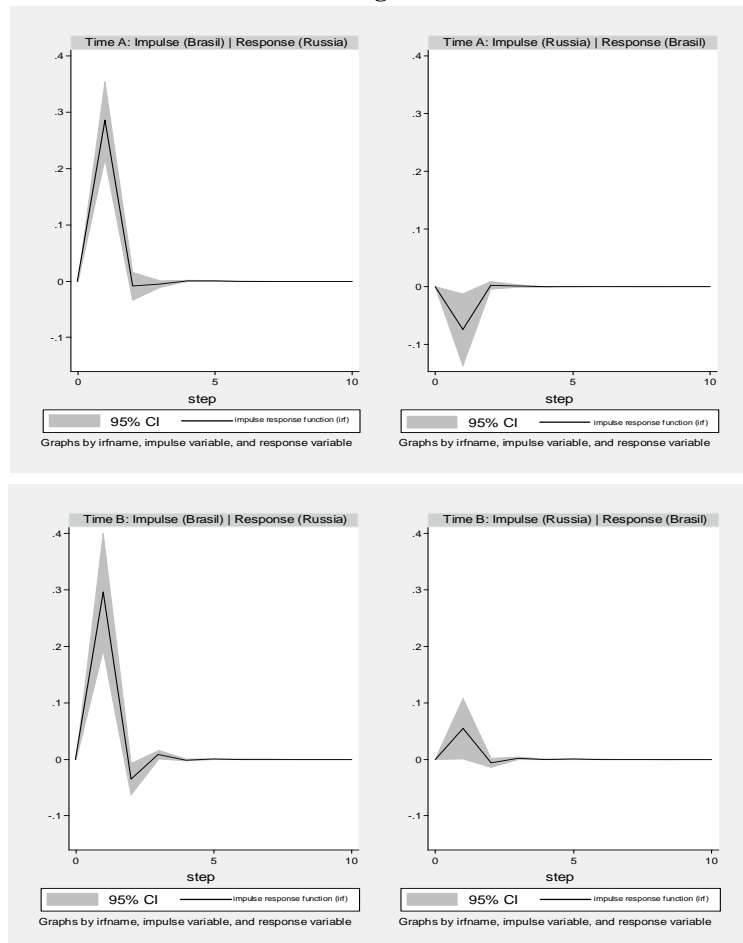 Time A: Impulse (Brasil) | Response (Russia)
.4
.3
.2
.1
0
-.1
0 5 10
step
95% CI impulse response function (irf)
Graphs by irfname, impulse variable, and response variable
Time A: Impulse (Russia) | Response (Brasil)
.4
.3
.2
.1
0
-.1
0 5 10
step
95% CI impulse response function (irf)
Graphs by irfname, impulse variable, and response variable
Time B: Impulse (Brasil) | Response (Russia)
.4
.3
.2
.1
0
-.1
0 5 10
step
95% CI impulse response function (irf)
Graphs by irfname, impulse variable, and response variable
Time B: Impulse (Russia) | Response (Brasil)
.4
.3
.2
.1
0
-.1
0 5 10
step
95% CI impulse response function (irf)
Graphs by irfname, impulse variable, and response variable